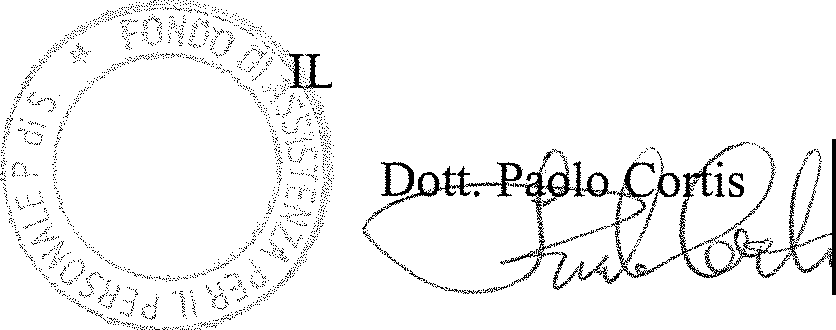 FONDO di ASSISTENZA PER IL PERSONALE P di S.
IL
Dott. Paolo Cortis